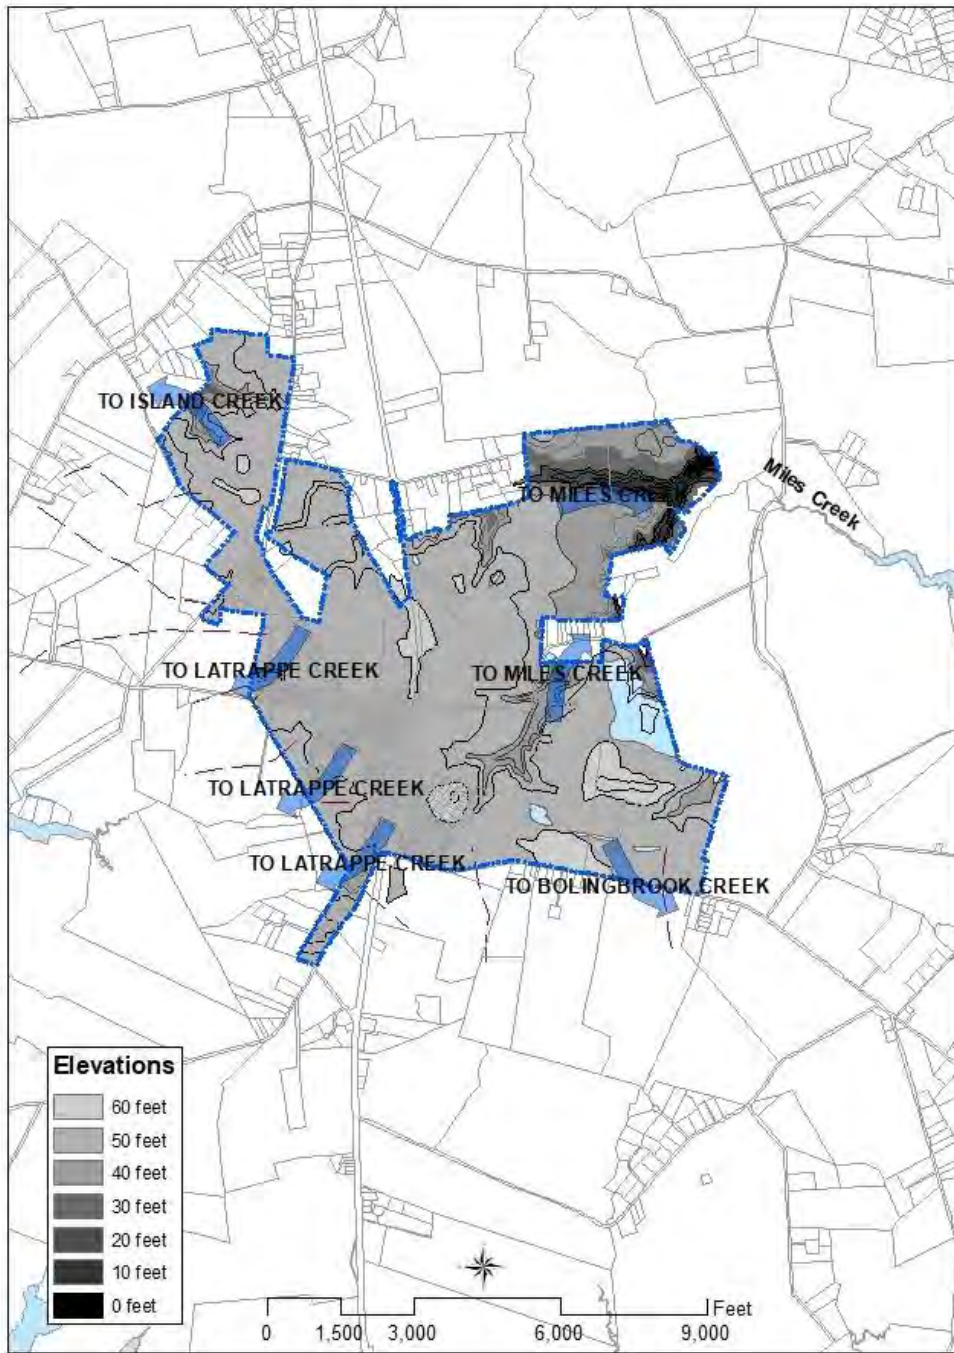 TO ISLAND CREEK
TO MILES CREEK
Miles Creek
TO LATRAPPE CREEK
TO MILES CREEK
TO LATRAPPE CREEK
TO LATRAPPE CREEK
TO BOLINGBROOK CREEK
Elevations
60 feet
50 feet
40 feet
30 feet
20 feet
10 feet
0 feet
Feet
0 1,500 3,000 6,000 9,000